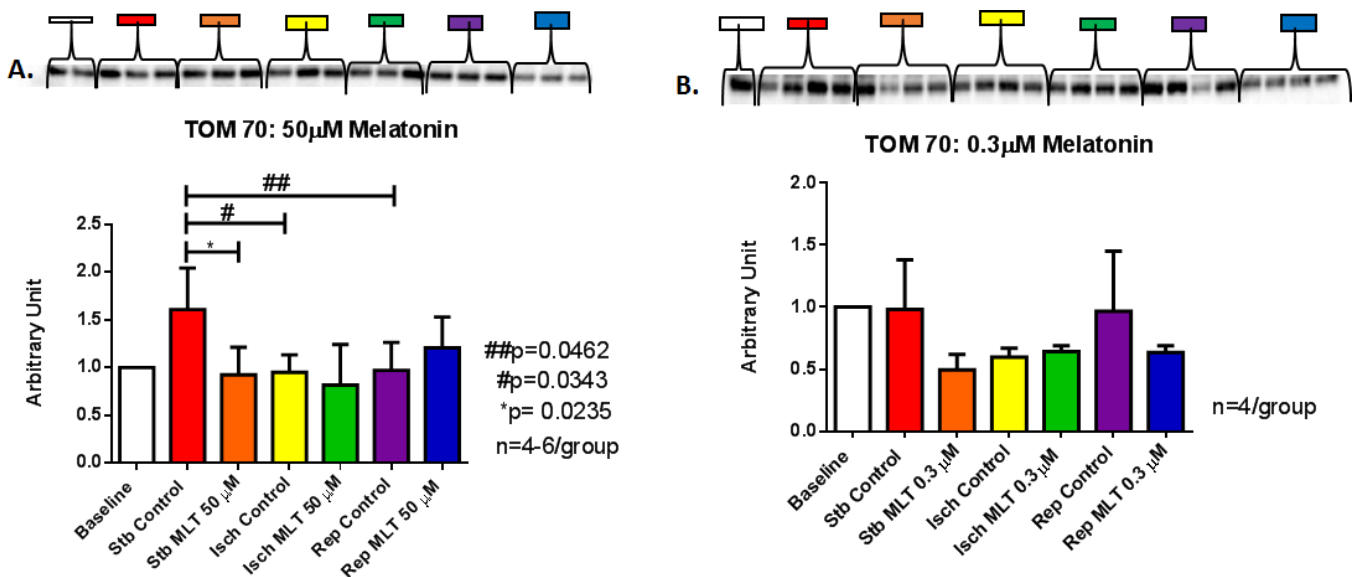 A.
TOM 70: 50μM Melatonin
##
#
*
2.5
2.0
1.5
1.0
0.5
0.0
Arbitrary Unit
Baseline
Stb Control
Stb MLT 50 μM
Isch Control
Isch MLT 50 μM
Rep Control
Rep MLT 50 μM
##p=0.0462
#p=0.0343
*p= 0.0235
n=4-6/group
B.
TOM 70: 0.3μM Melatonin
2.0
1.5
1.0
0.5
0.0
Arbitrary Unit
Baseline
Stb Control
Stb MLT 0.3 μM
Isch Control
Isch MLT 0.3 μM
Rep Control
Rep MLT 0.3 μM
n=4/group